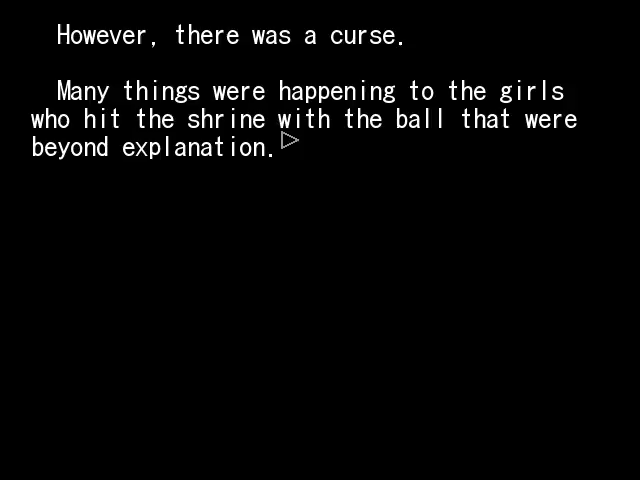 However, there was a curse.
Many things were happening to the girls
who hit the shrine with the ball that were
beyond explanation.